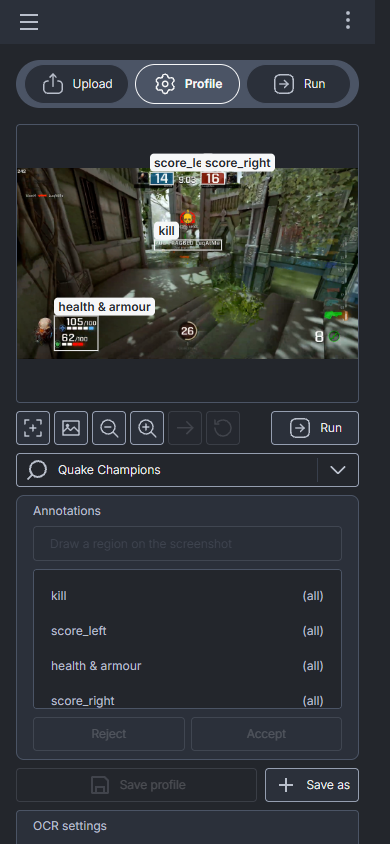 Upload
Profile
Run
score_le score_right
14 9:03 16
kill
health & armour
105/100
62/100
26
8
Run
Quake Champions
Annotations
Draw a region on the screenshot
kill (all)
score_left (all)
health & armour (all)
score_right (all)
Reject
Accept
Save profile
Save as
OCR settings